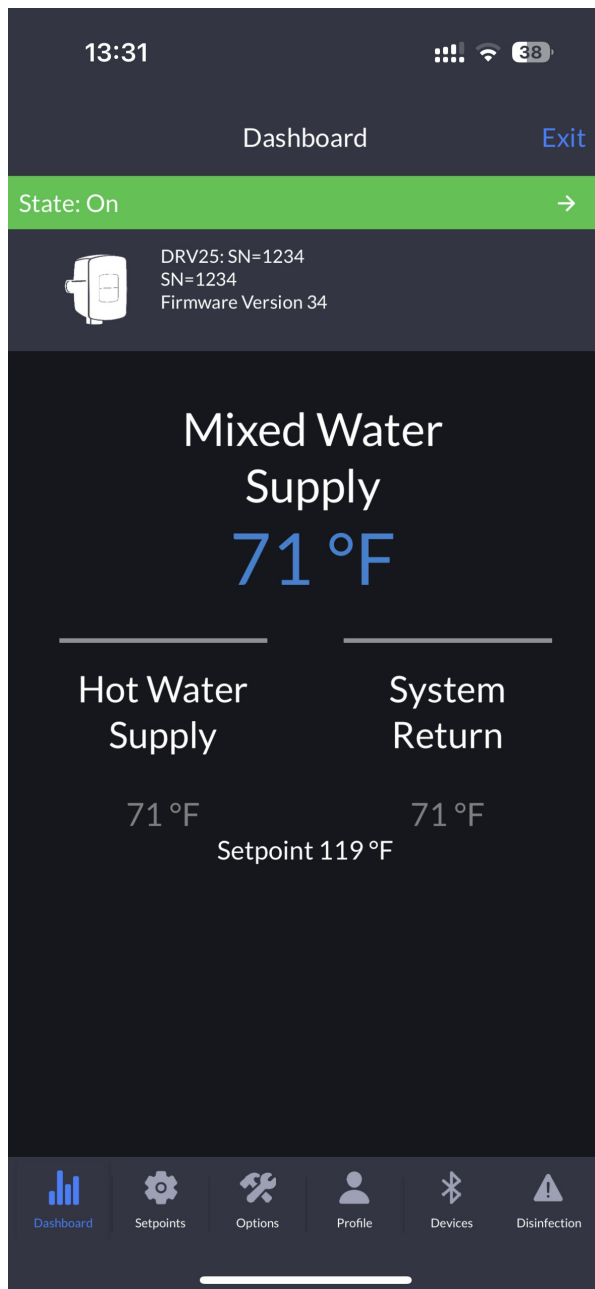 13:31
38
Dashboard
Exit
State: On
DRV25: SN=1234
SN=1234
Firmware Version 34
Mixed Water
Supply
71 °F
Hot Water
Supply
System
Return
71 °F
71 °F
Setpoint 119 °F
Dashboard
Setpoints
Options
Profile
Devices
Disinfection